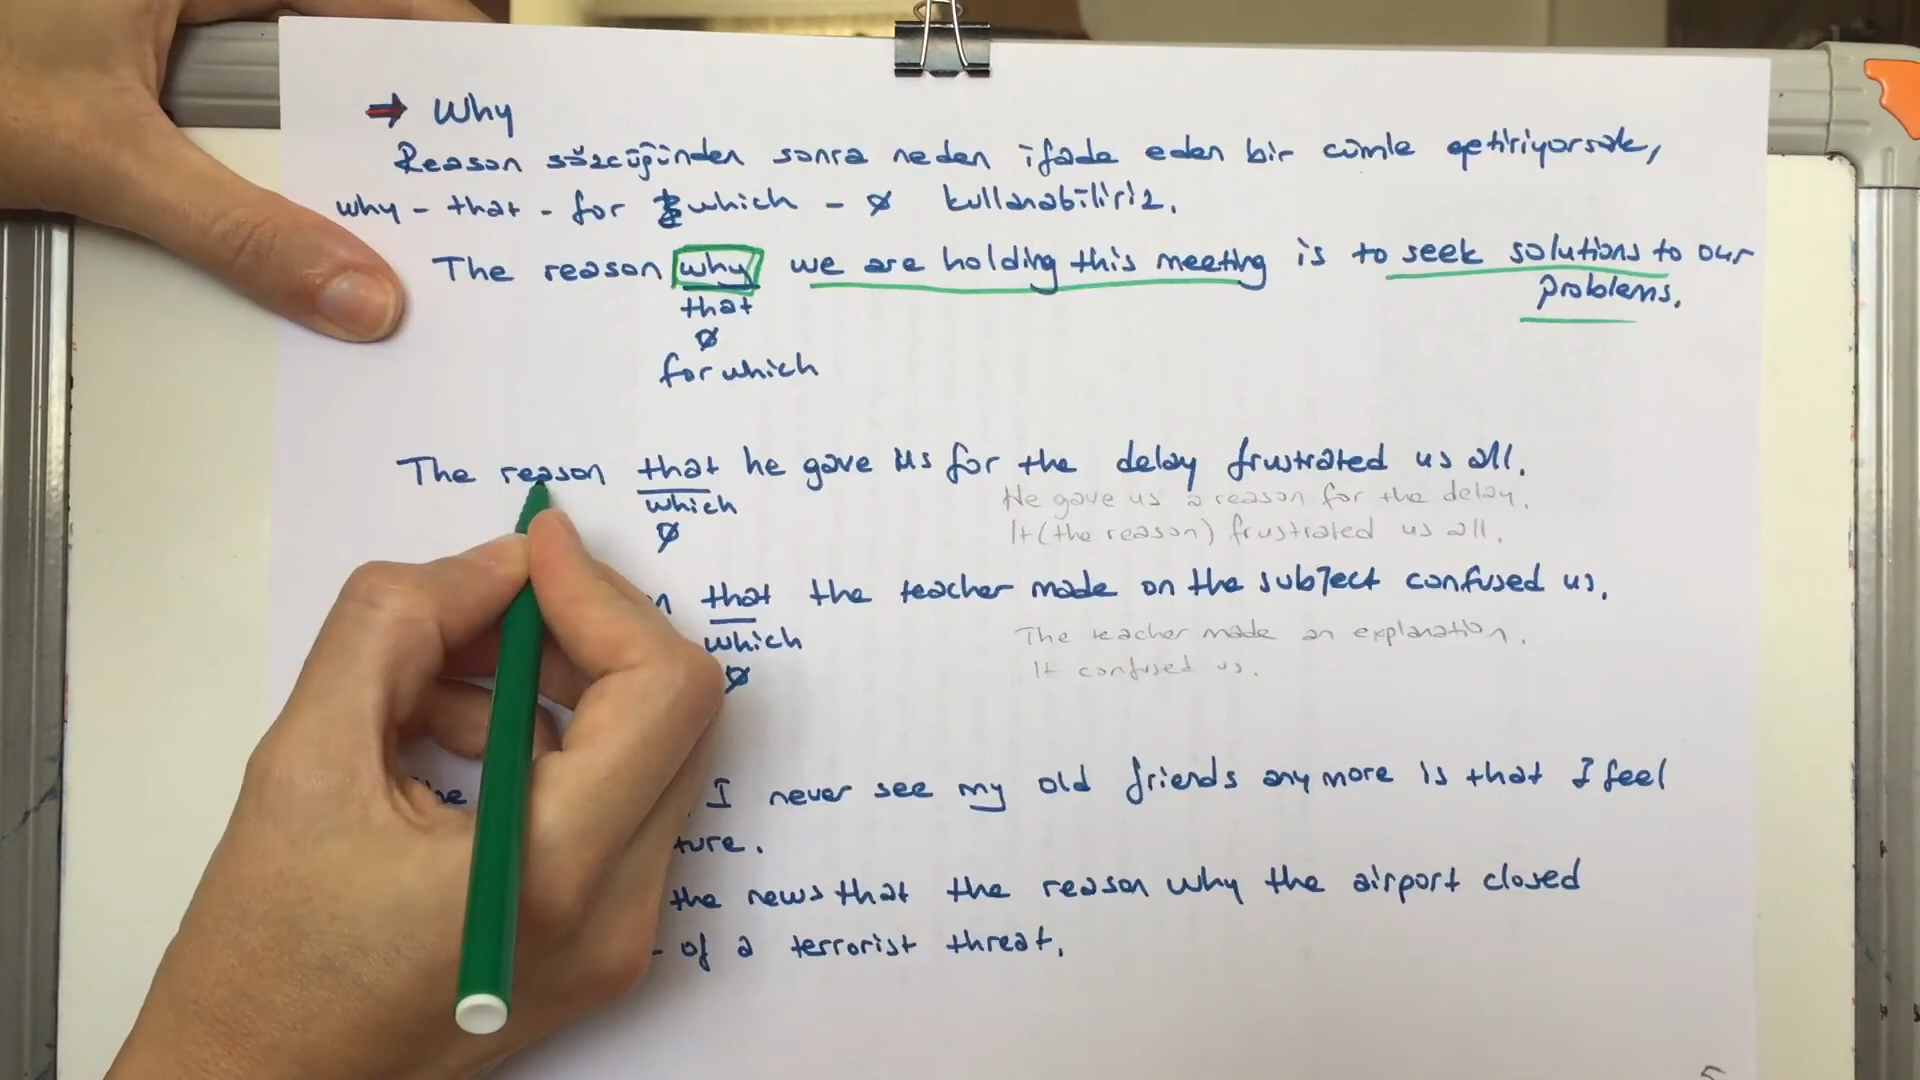 → Why
Reason sözcüğünden sonra neden ifade eden bir cümle getiriyorsak,
why - that - for which - ∅ kullanabiliriz.
The reason why we are holding this meeting is to seek solutions to our
problems.
that
∅
for which
The reason that he gave us for the delay frustrated us all.
which
∅
He gave us a reason for the delay.
It (the reason) frustrated us all.
that the teacher made on the subject confused us.
which
∅
The teacher made an explanation.
It confused us.
I never see my old friends anymore is that I feel
the news that the reason why the airport closed
of a terrorist threat.